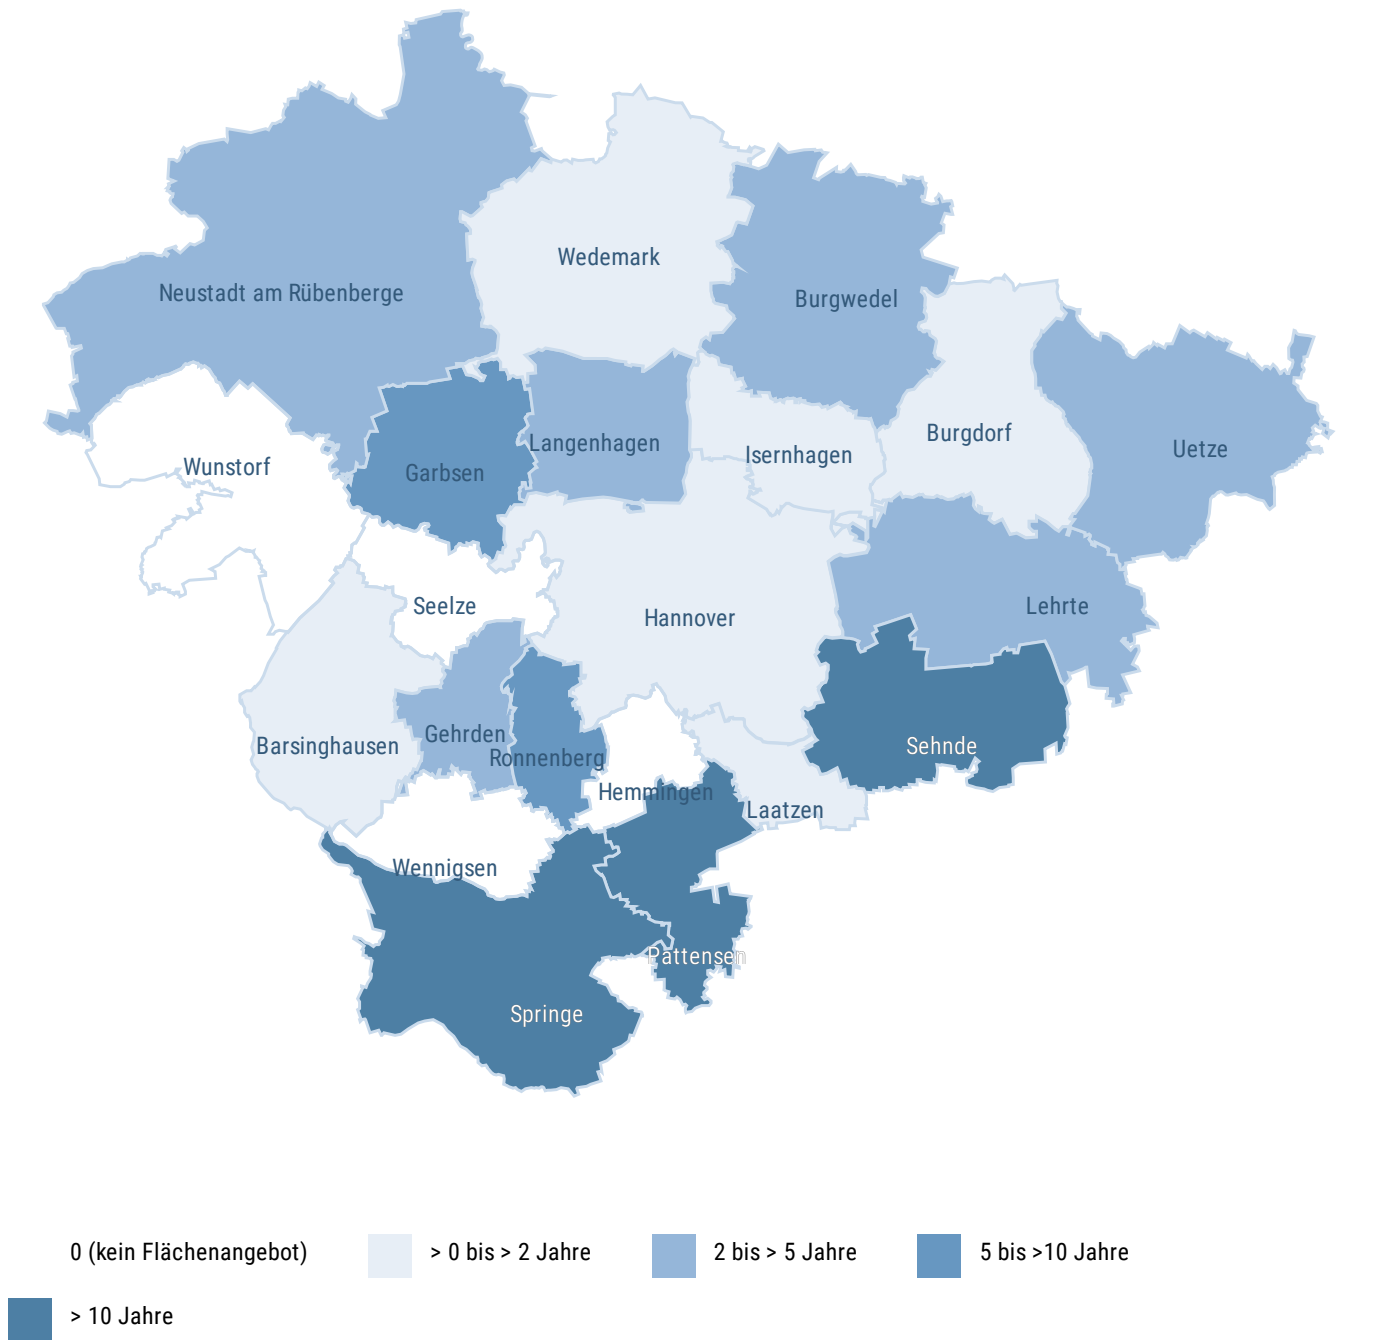 Wedemark
Neustadt am Rübenberge
Burgwedel
Burgdorf
Langenhagen
Uetze
Isernhagen
Wunstorf
Garbsen
Seelze
Lehrte
Hannover
Gehrden
Barsinghausen
Sehnde
Ronnenberg
Hemmingen
Laatzen
Wennigsen
Pattensen
Springe
0 (kein Flächenangebot)
> 0 bis > 2 Jahre
2 bis > 5 Jahre
5 bis >10 Jahre
> 10 Jahre